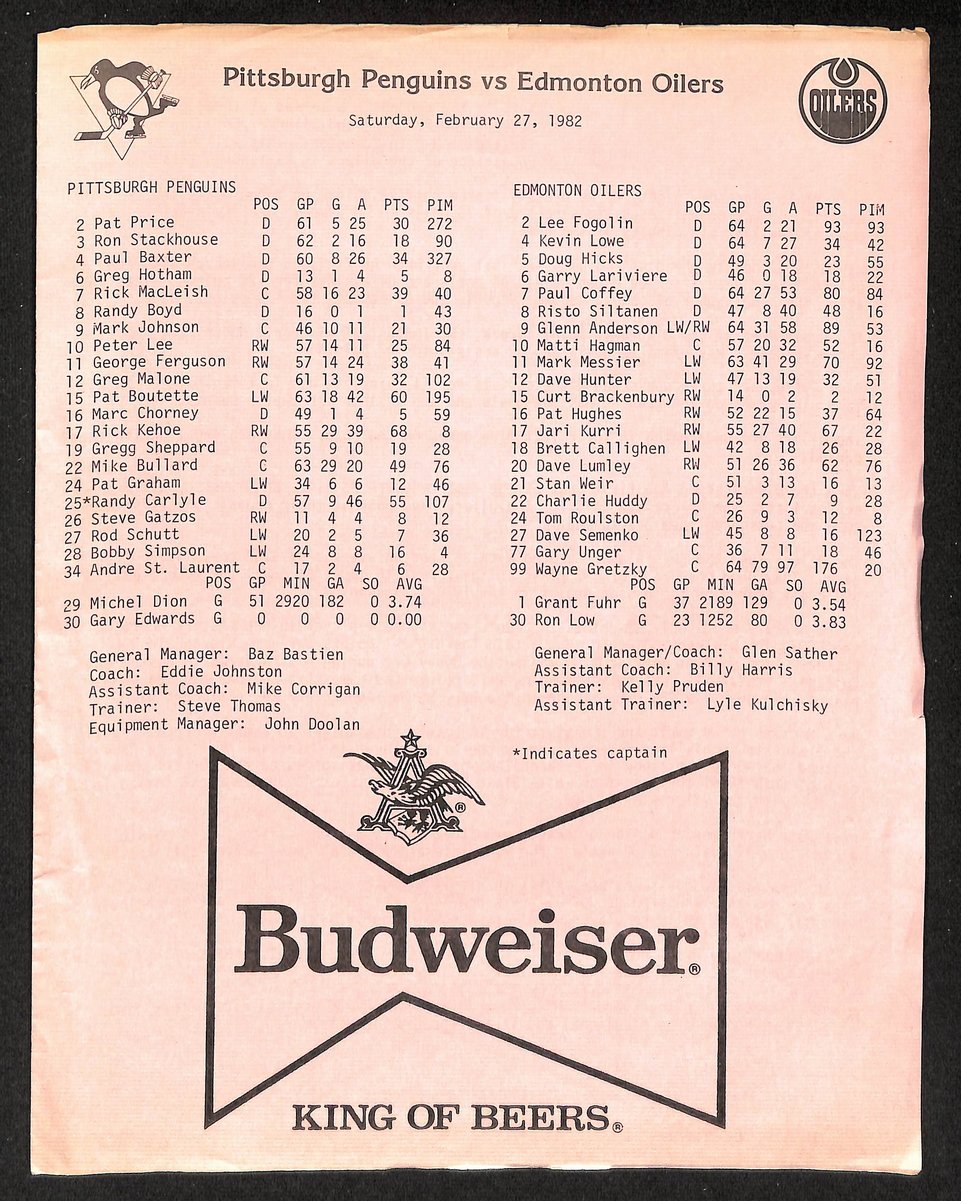 Pittsburgh Penguins vs Edmonton Oilers
OILERS
Saturday, February 27, 1982
PITTSBURGH PENGUINS
POS GP G A PTS PIM
2 Pat Price D 61 5 25 30 272
3 Ron Stackhouse D 62 2 16 18 90
4 Paul Baxter D 60 8 26 34 327
6 Greg Hotham D 13 1 4 5 8
7 Rick MacLeish C 58 16 23 39 40
8 Randy Boyd D 16 0 1 1 43
9 Mark Johnson C 46 10 11 21 30
10 Peter Lee RW 57 14 11 25 84
11 George Ferguson RW 57 14 24 38 41
12 Greg Malone C 61 13 19 32 102
15 Pat Boutette LW 63 18 42 60 195
16 Marc Chorney D 49 1 4 5 59
17 Rick Kehoe RW 55 29 39 68 8
19 Gregg Sheppard C 55 9 10 19 28
22 Mike Bullard C 63 29 20 49 76
24 Pat Graham LW 34 6 6 12 46
25*Randy Carlyle D 57 9 46 55 107
26 Steve Gatzos RW 11 4 4 8 12
27 Rod Schutt LW 20 2 5 7 36
28 Bobby Simpson LW 24 8 8 16 4
34 Andre St. Laurent C 17 2 4 6 28
POS GP MIN GA SO AVG
29 Michel Dion G 51 2920 182 0 3.74
30 Gary Edwards G 0 0 0 0 0.00
General Manager: Baz Bastien
Coach: Eddie Johnston
Assistant Coach: Mike Corrigan
Trainer: Steve Thomas
Equipment Manager: John Doolan
EDMONTON OILERS
POS GP G A PTS PIM
2 Lee Fogolin D 64 2 21 93 93
4 Kevin Lowe D 64 7 27 34 42
5 Doug Hicks D 49 3 20 23 55
6 Garry Lariviere D 46 0 18 18 22
7 Paul Coffey D 64 27 53 80 84
8 Risto Siltanen D 47 8 40 48 16
9 Glenn Anderson LW/RW 64 31 58 89 53
10 Matti Hagman C 57 20 32 52 16
11 Mark Messier LW 63 41 29 70 92
12 Dave Hunter LW 47 13 19 32 51
15 Curt Brackenbury RW 14 0 2 2 12
16 Pat Hughes RW 52 22 15 37 64
17 Jari Kurri RW 55 27 40 67 22
18 Brett Callighen LW 42 8 18 26 28
20 Dave Lumley RW 51 26 36 62 76
21 Stan Weir C 51 3 13 16 13
22 Charlie Huddy D 25 2 7 9 28
24 Tom Roulston C 26 9 3 12 8
27 Dave Semenko LW 45 8 8 16 123
77 Gary Unger C 36 7 11 18 46
99 Wayne Gretzky C 64 79 97 176 20
POS GP MIN GA SO AVG
1 Grant Fuhr G 37 2189 129 0 3.54
30 Ron Low G 23 1252 80 0 3.83
General Manager/Coach: Glen Sather
Assistant Coach: Billy Harris
Trainer: Kelly Pruden
Assistant Trainer: Lyle Kulchisky
*Indicates captain
A ®
Budweiser®
KING OF BEERS®